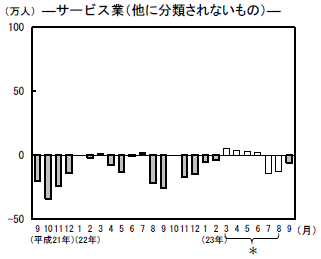 （万人） ―サービス業（他に分類されないもの）―
100
50
0
−50
9 10 11 12 1 2 3 4 5 6 7 8 9 10 11 12 1 2 3 4 5 6 7 8 9 （月）
（平成21年）（22年） （23年）
＊